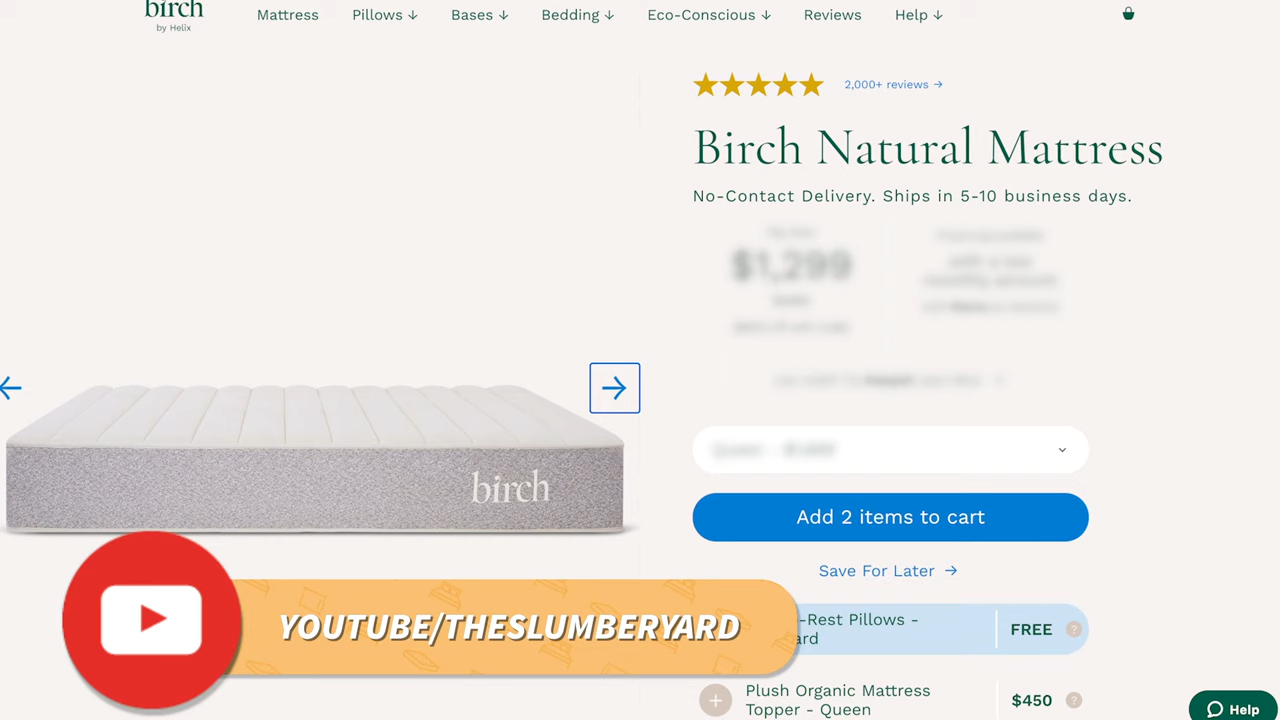 birch
by Helix
Mattress
Pillows ↓
Bases ↓
Bedding ↓
Eco-Conscious ↓
Reviews
Help ↓
2,000+ reviews →
Birch Natural Mattress
No-Contact Delivery. Ships in 5-10 business days.
$1,299
Add 2 items to cart
Save For Later →
birch
-Rest Pillows -
FREE ?
YOUTUBE/THESLUMBERYARD
Plush Organic Mattress
Topper - Queen
$450 ?
Help